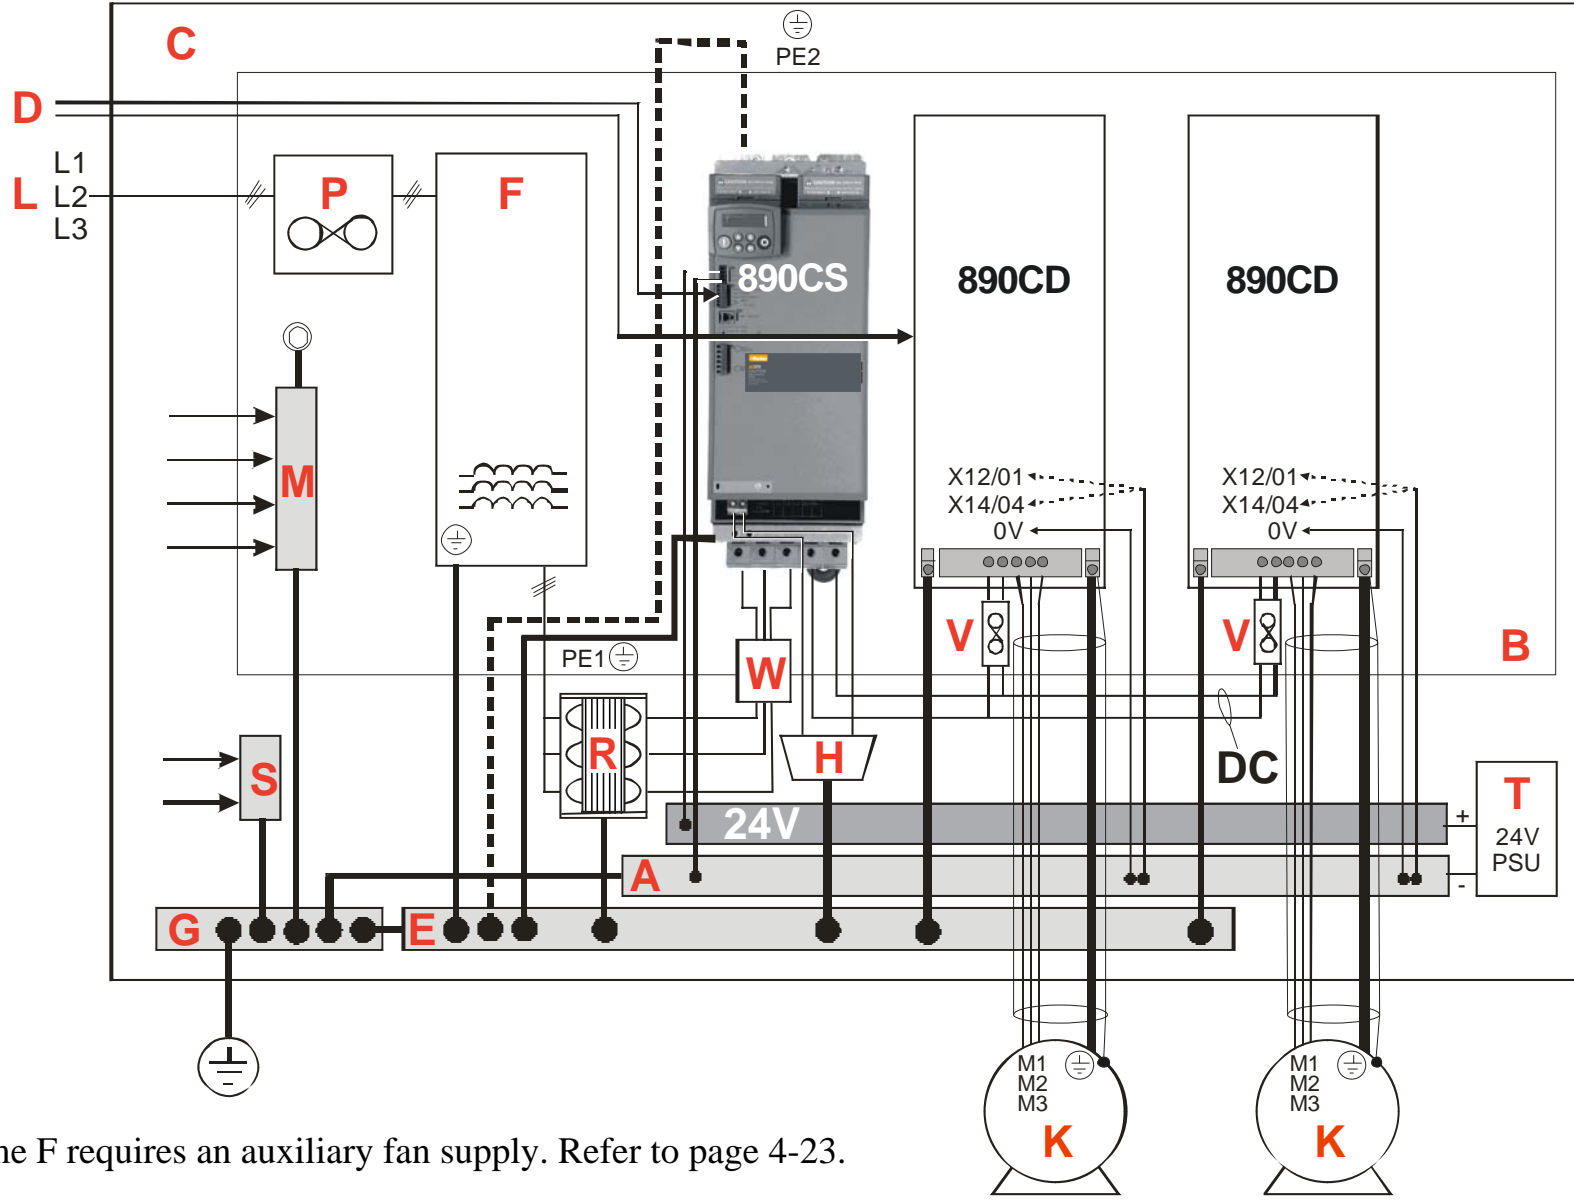 C
PE2
D
L1
L L2
L3
P
F
890CS
890CD
890CD
M
X12/01
X14/04
0V
X12/01
X14/04
0V
V
V
B
PE1
W
R
H
DC
S
T
24V
PSU
24V
+
A
-
G
E
M1
M2
M3
K
M1
M2
M3
K
ne F requires an auxiliary fan supply. Refer to page 4-23.